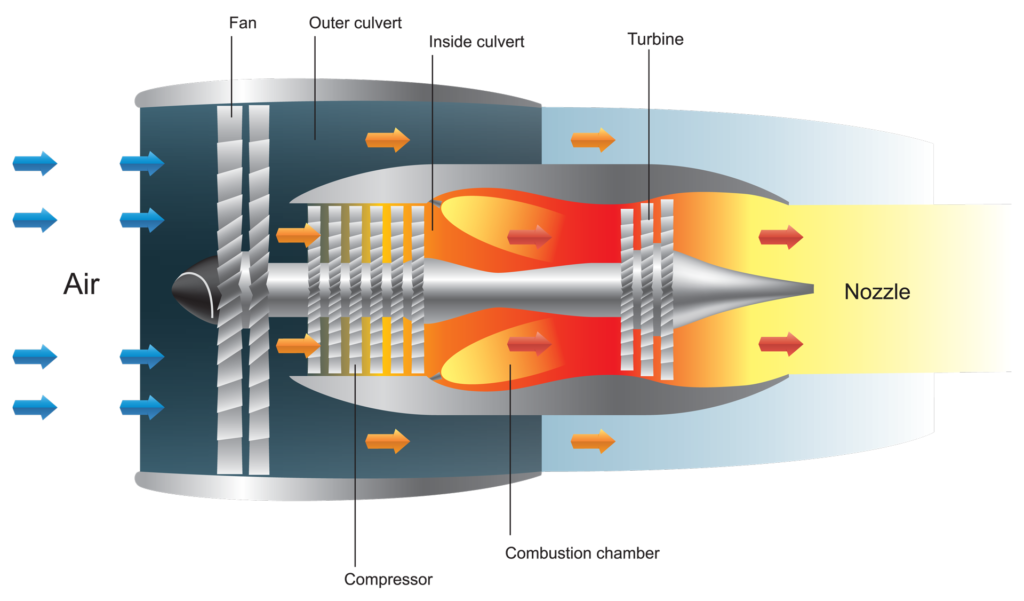 Fan
Outer culvert
Inside culvert
Turbine
Air
Nozzle
Combustion chamber
Compressor